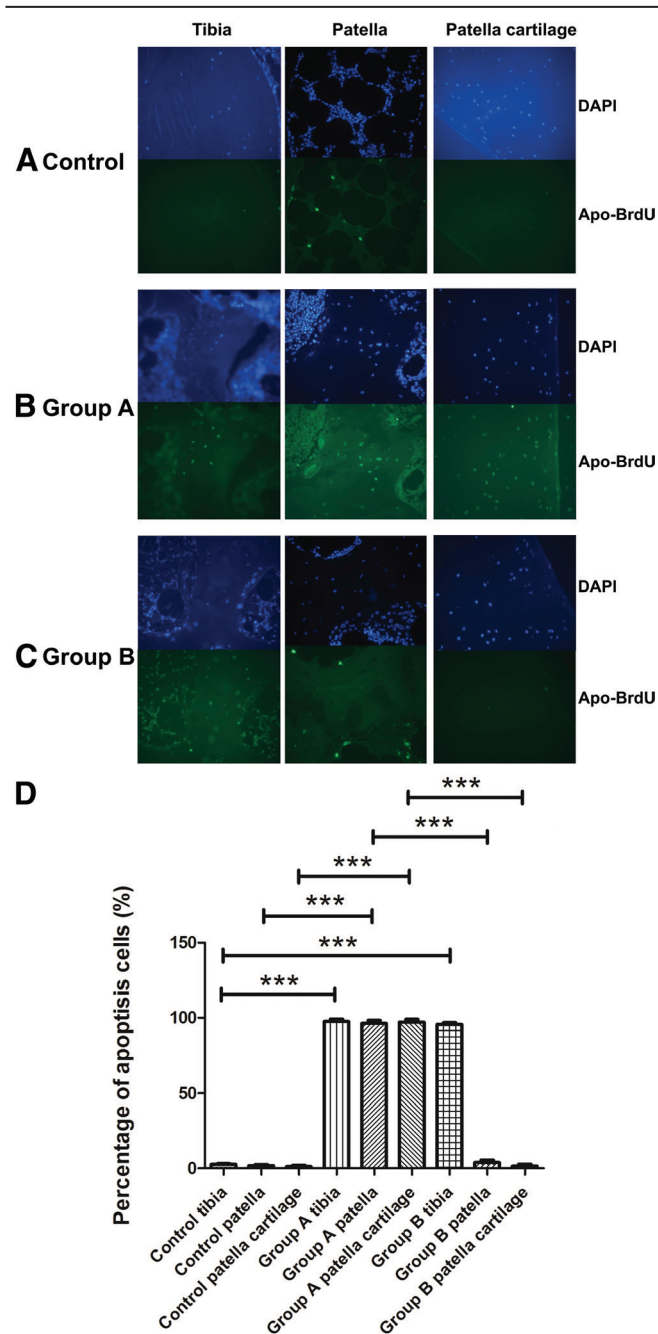 Tibia Patella Patella cartilage
A Control
DAPI
Apo-BrdU
B Group A
DAPI
Apo-BrdU
C Group B
DAPI
Apo-BrdU
D
***
***
***
***
***
***
Percentage of apoptisis cells (%)
150
100
50
0
Control tibia
Control patella
Control patella cartilage
Group A tibia
Group A patella
Group A patella cartilage
Group B tibia
Group B patella
Group B patella cartilage